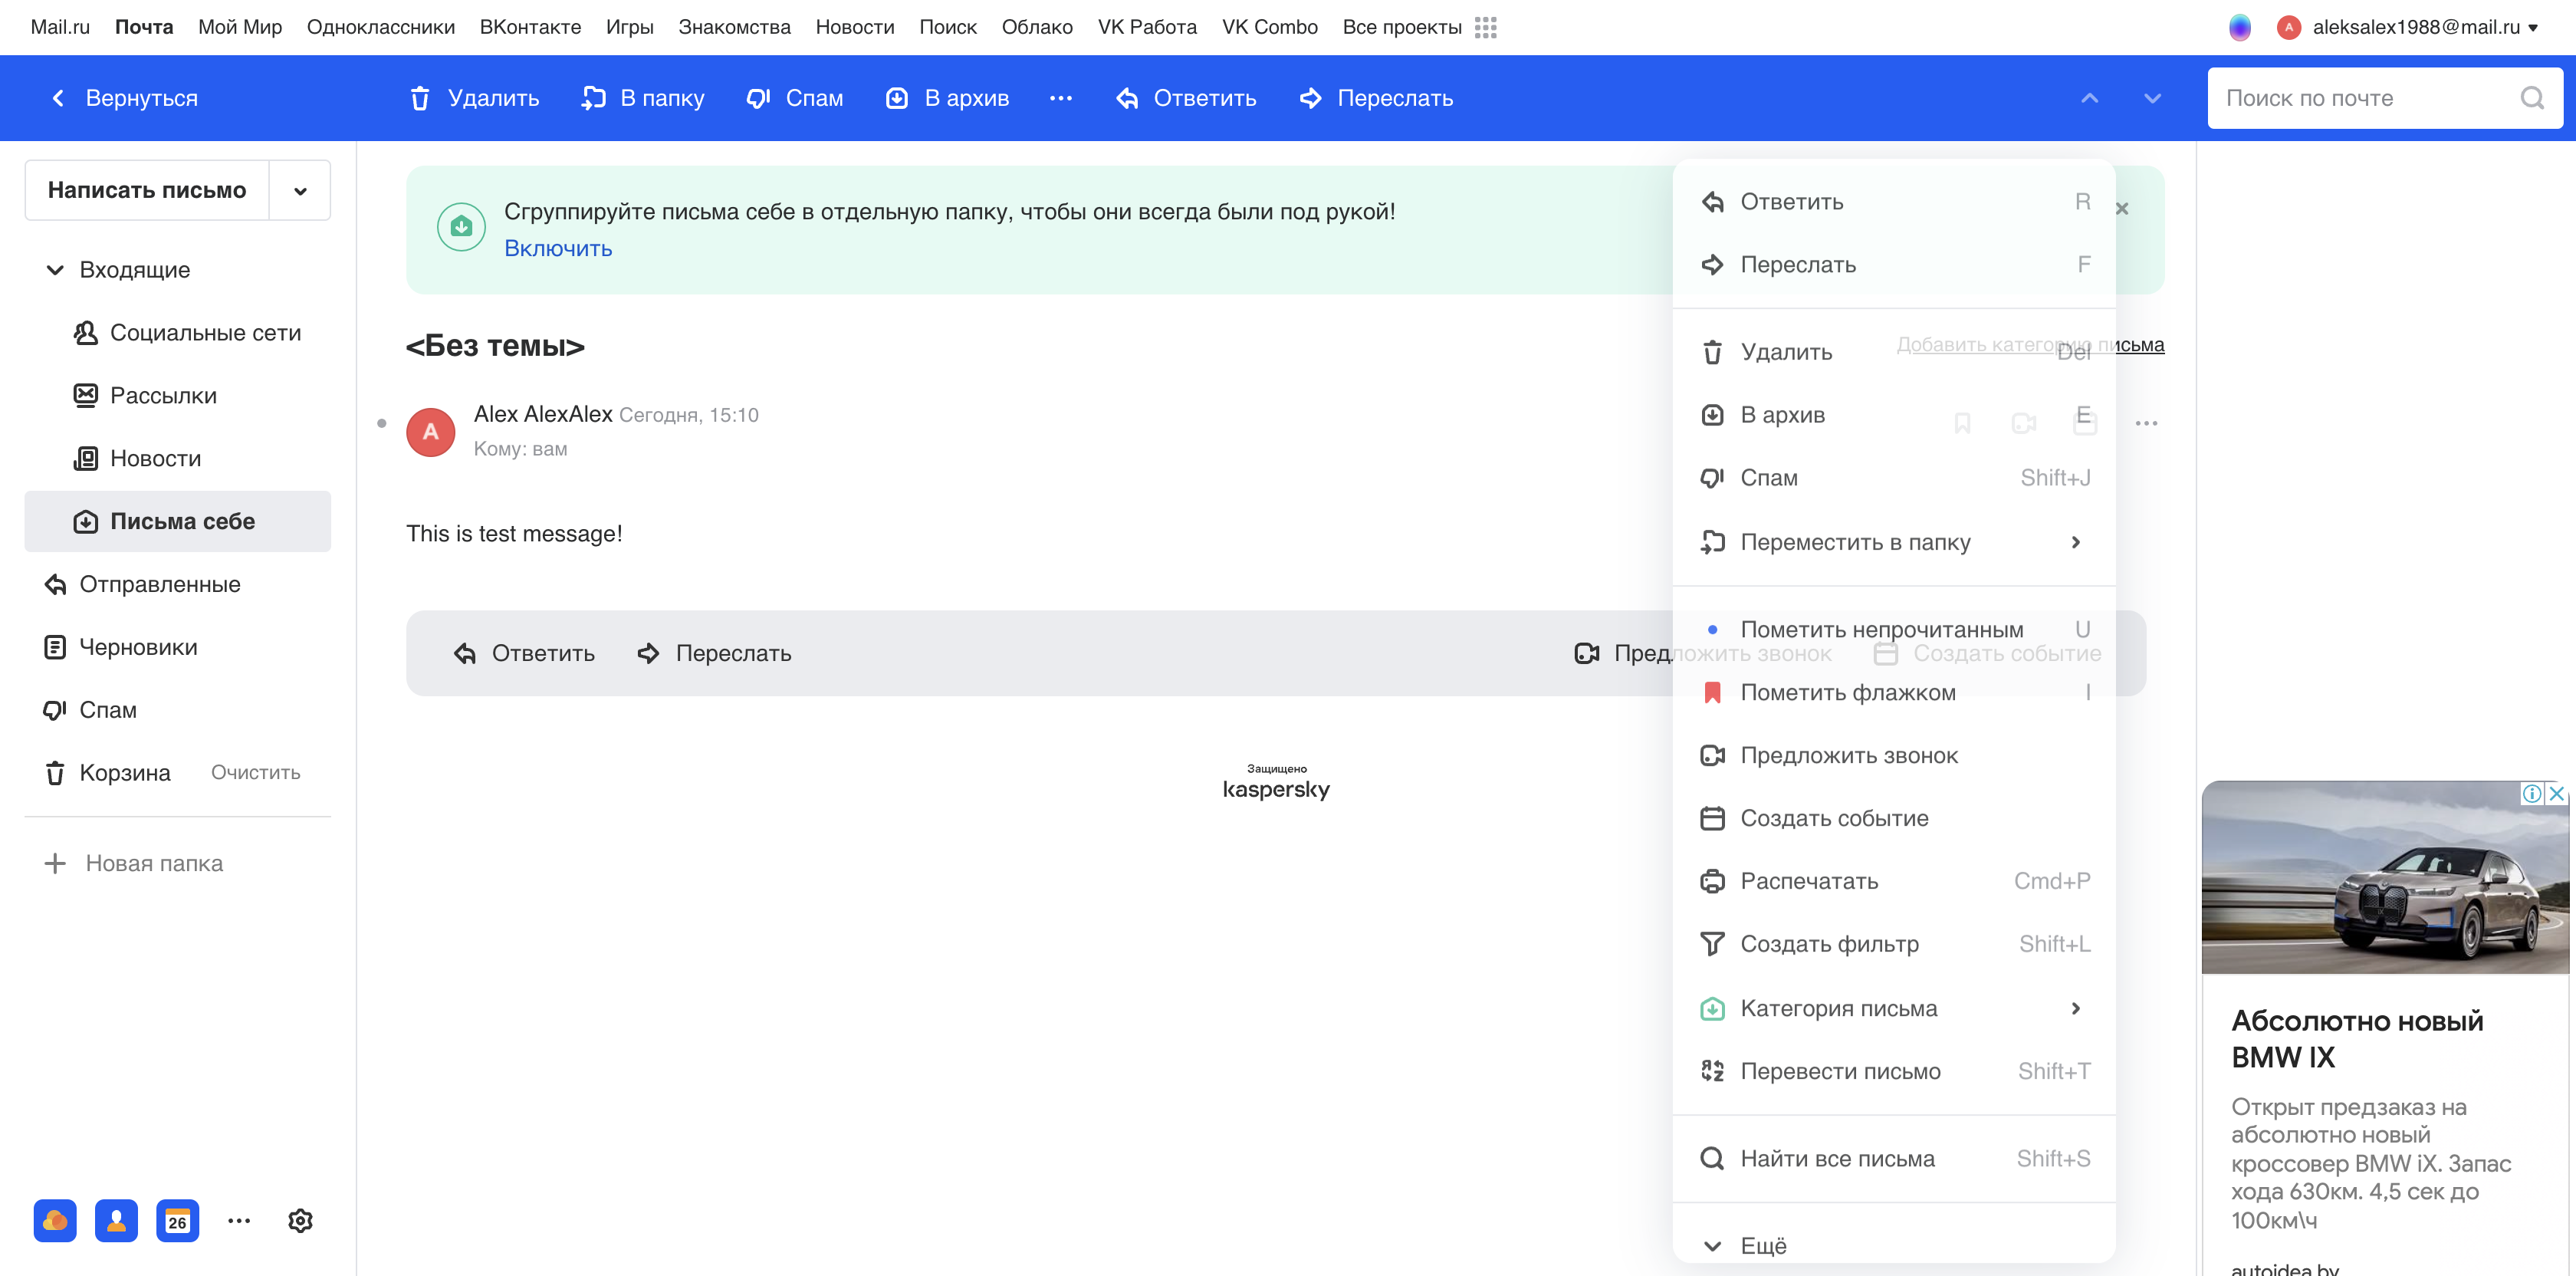 Mail.ru Почта Мой Мир Одноклассники ВКонтакте Игры Знакомства Новости Поиск Облако VK Работа VK Combo Все проекты
A aleksalex1988@mail.ru
Вернуться Удалить В папку Спам В архив Ответить Переслать Поиск по почте
Написать письмо
Входящие
Социальные сети
Рассылки
Новости
Письма себе
Отправленные
Черновики
Спам
Корзина Очистить
Новая папка
26
Сгруппируйте письма себе в отдельную папку, чтобы они всегда были под рукой!
Включить
<Без темы>
Добавить категорию письма
A
Alex AlexAlex Сегодня, 15:10
Кому: вам
This is test message!
Ответить Переслать Предложить звонок Создать событие
Защищено
kaspersky
Ответить R
Переслать F
Удалить Del
В архив E
Спам Shift+J
Переместить в папку
Пометить непрочитанным U
Пометить флажком I
Предложить звонок
Создать событие
Распечатать Cmd+P
Создать фильтр Shift+L
Категория письма
Перевести письмо Shift+T
Найти все письма Shift+S
Ещё
Абсолютно новый
BMW IX
Открыт предзаказ на
абсолютно новый
кроссовер BMW iX. Запас
хода 630км. 4,5 сек до
100км\ч
autoidea.by